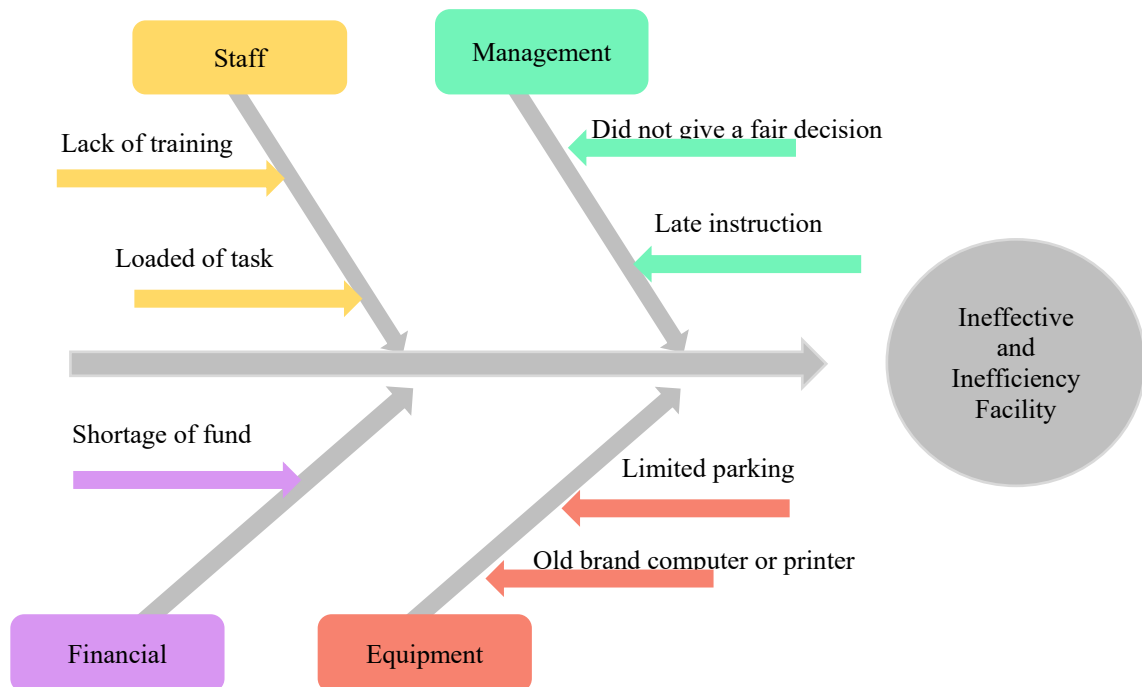 Staff
Management
Did not give a fair decision
Lack of training
Late instruction
Loaded of task
Ineffective
and
Inefficiency
Facility
Shortage of fund
Limited parking
Old brand computer or printer
Financial
Equipment